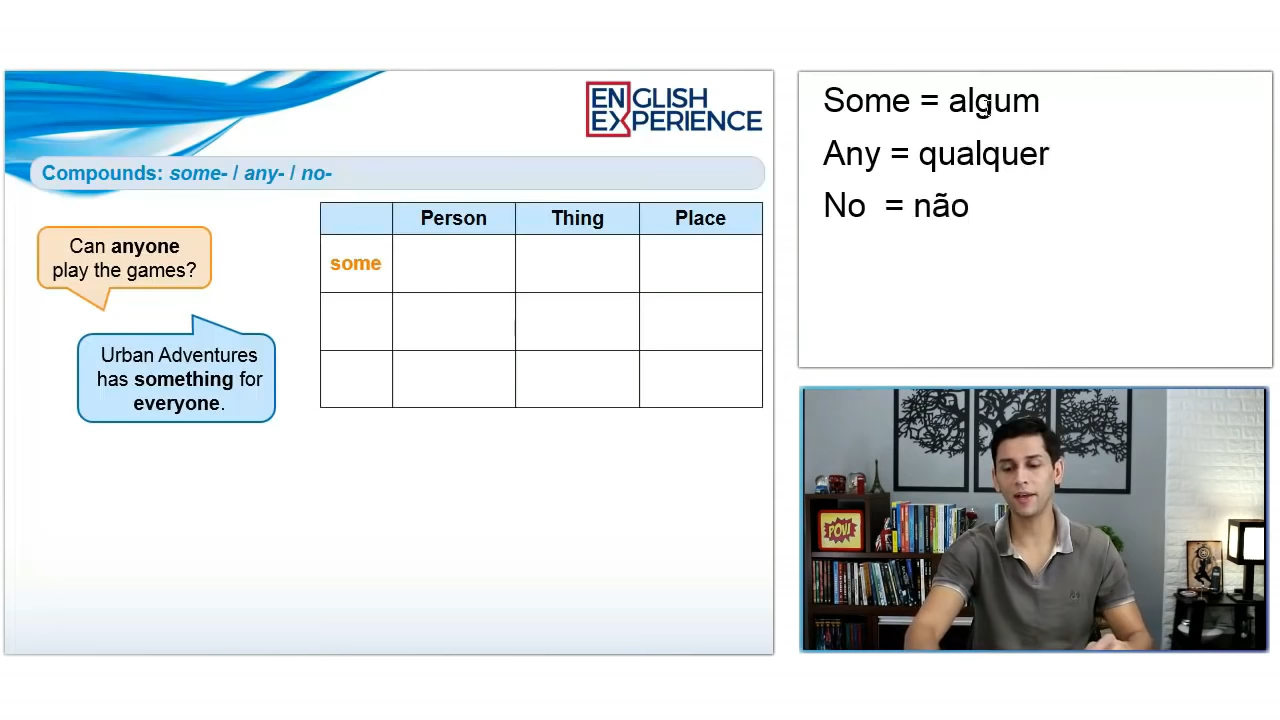 ENGLISH
EXPERIENCE
Compounds: some- / any- / no-
Can anyone
play the games?
Urban Adventures
has something for
everyone.
Person Thing Place
some
Some = algum
Any = qualquer
No = não
POW!